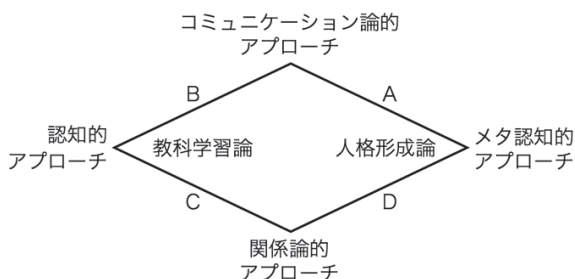 コミュニケーション論的
アプローチ
B
A
認知的
アプローチ
教科学習論
人格形成論
メタ認知的
アプローチ
C
D
関係論的
アプローチ